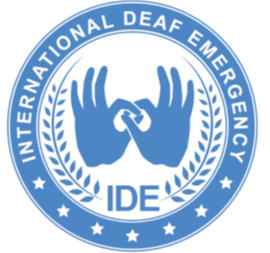 INTERNATIONAL DEAF EMERGENCY
IDE